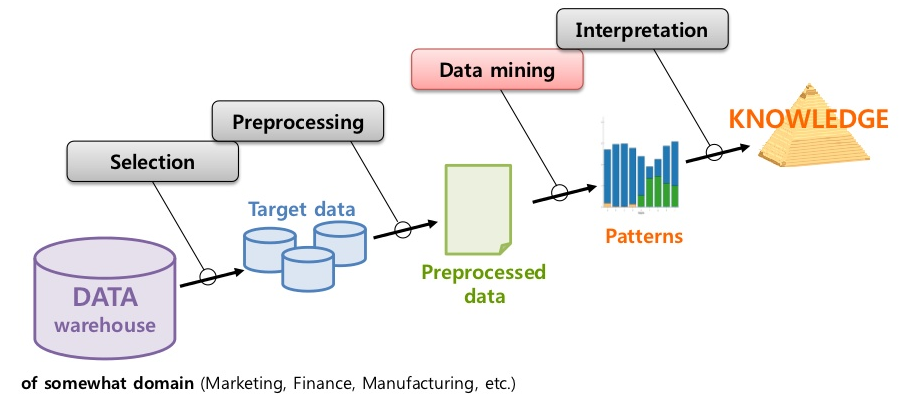 Interpretation
Data mining
Preprocessing
Selection
KNOWLEDGE
Target data
Patterns
Preprocessed
data
DATA
warehouse
of somewhat domain (Marketing, Finance, Manufacturing, etc.)